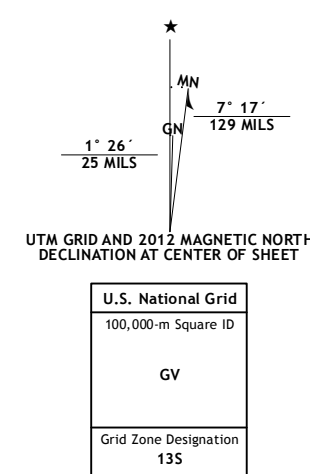 ★
MN
GN
7° 17´
129 MILS
1° 26´
25 MILS
UTM GRID AND 2012 MAGNETIC NORTH
DECLINATION AT CENTER OF SHEET
U.S. National Grid
100,000-m Square ID
GV
Grid Zone Designation
13S